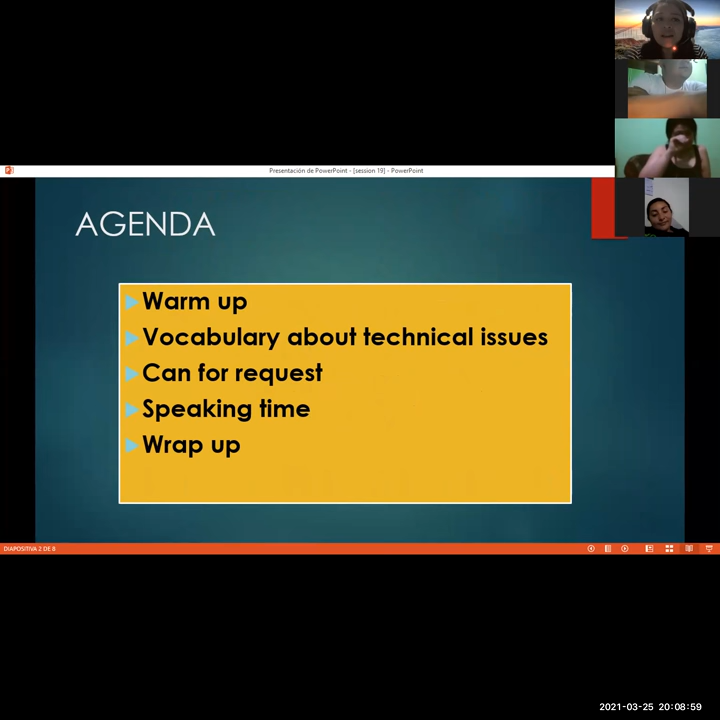 Presentación de PowerPoint - [session 19] - PowerPoint
AGENDA
Warm up
Vocabulary about technical issues
Can for request
Speaking time
Wrap up
DIAPOSITIVA 2 DE 8
2021-03-25 20:08:59